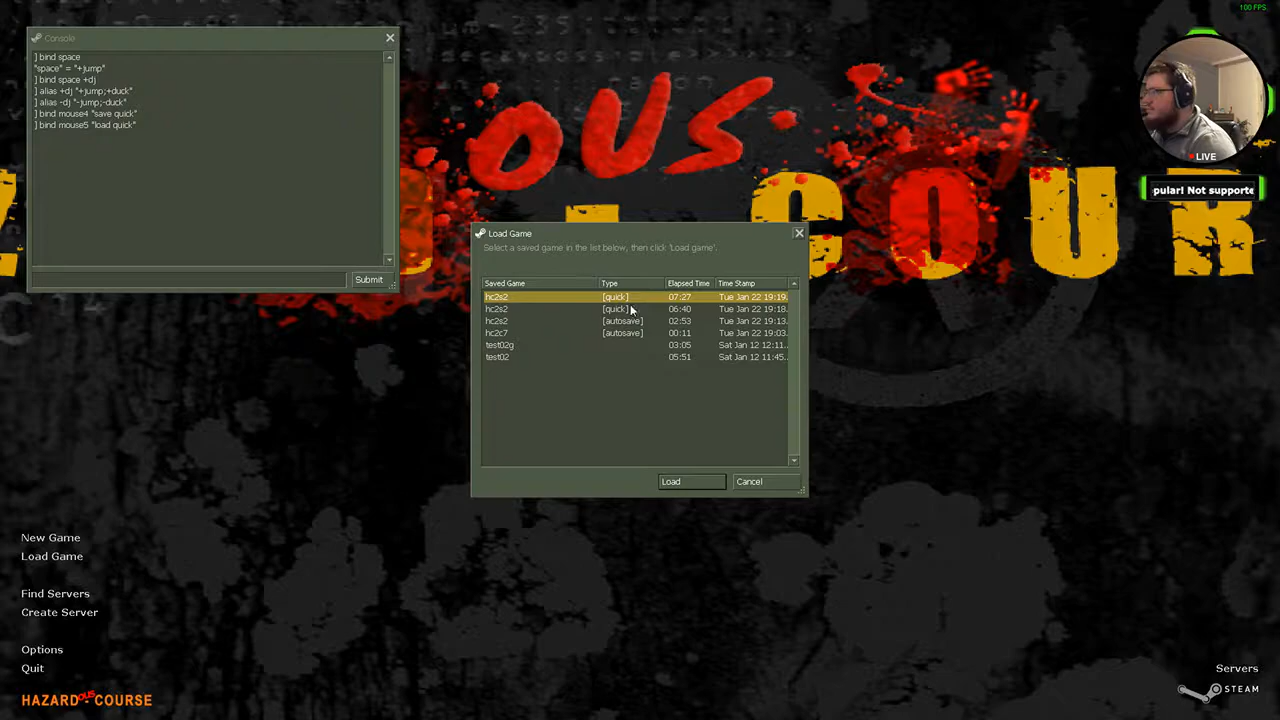 100 FPS
Console
] bind space
"space" = "+jump"
] bind space +dj
] alias +dj "+jump;+duck"
] alias -dj "-jump;-duck"
] bind mouse4 "save quick"
] bind mouse5 "load quick"
Submit
OUS
COUR
LIVE
pular! Not supporte
Load Game
Select a saved game in the list below, then click 'Load game'.
Saved Game Type Elapsed Time Time Stamp
hc2s2 [quick] 07:27 Tue Jan 22 19:19.
hc2s2 [quick] 06:40 Tue Jan 22 19:18.
hc2s2 [autosave] 02:53 Tue Jan 22 19:13.
hc2c7 [autosave] 00:11 Tue Jan 22 19:03.
test02g 03:05 Sat Jan 12 12:11..
test02 05:51 Sat Jan 12 11:45..
Load Cancel
New Game
Load Game
Find Servers
Create Server
Options
Quit
HAZARDOUS-COURSE
Servers
STEAM